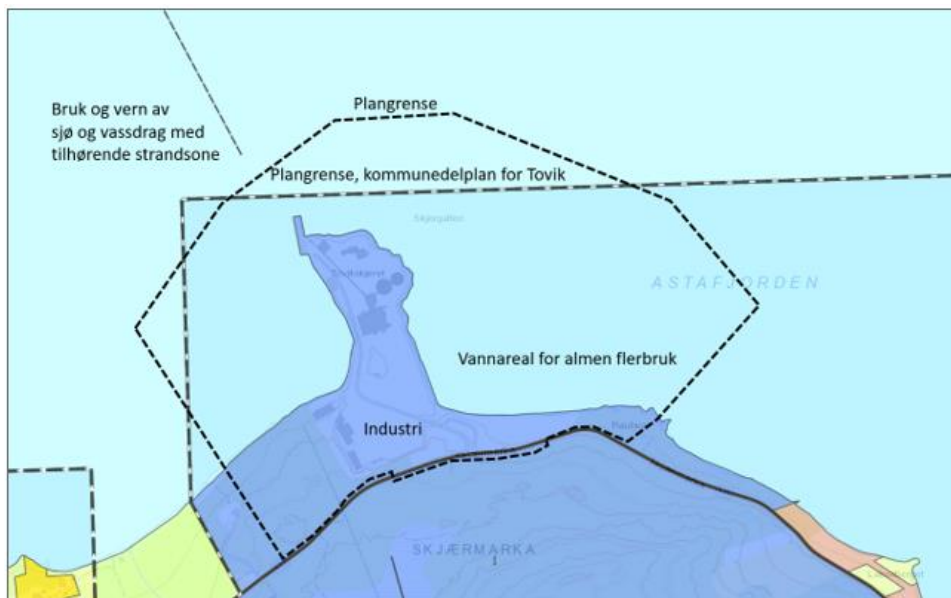 Plangrense
Bruk og vern av
sjø og vassdrag med
tilhørende strandsone
Plangrense, kommunedelplan for Tovik
ASTAFJORDEN
Vannareal for almen flerbruk
Industri
SKJÆRMARKA